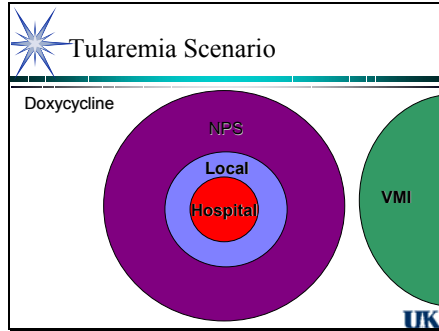 Tularemia Scenario
Doxycycline
NPS
Local
Hospital
VMI
UK